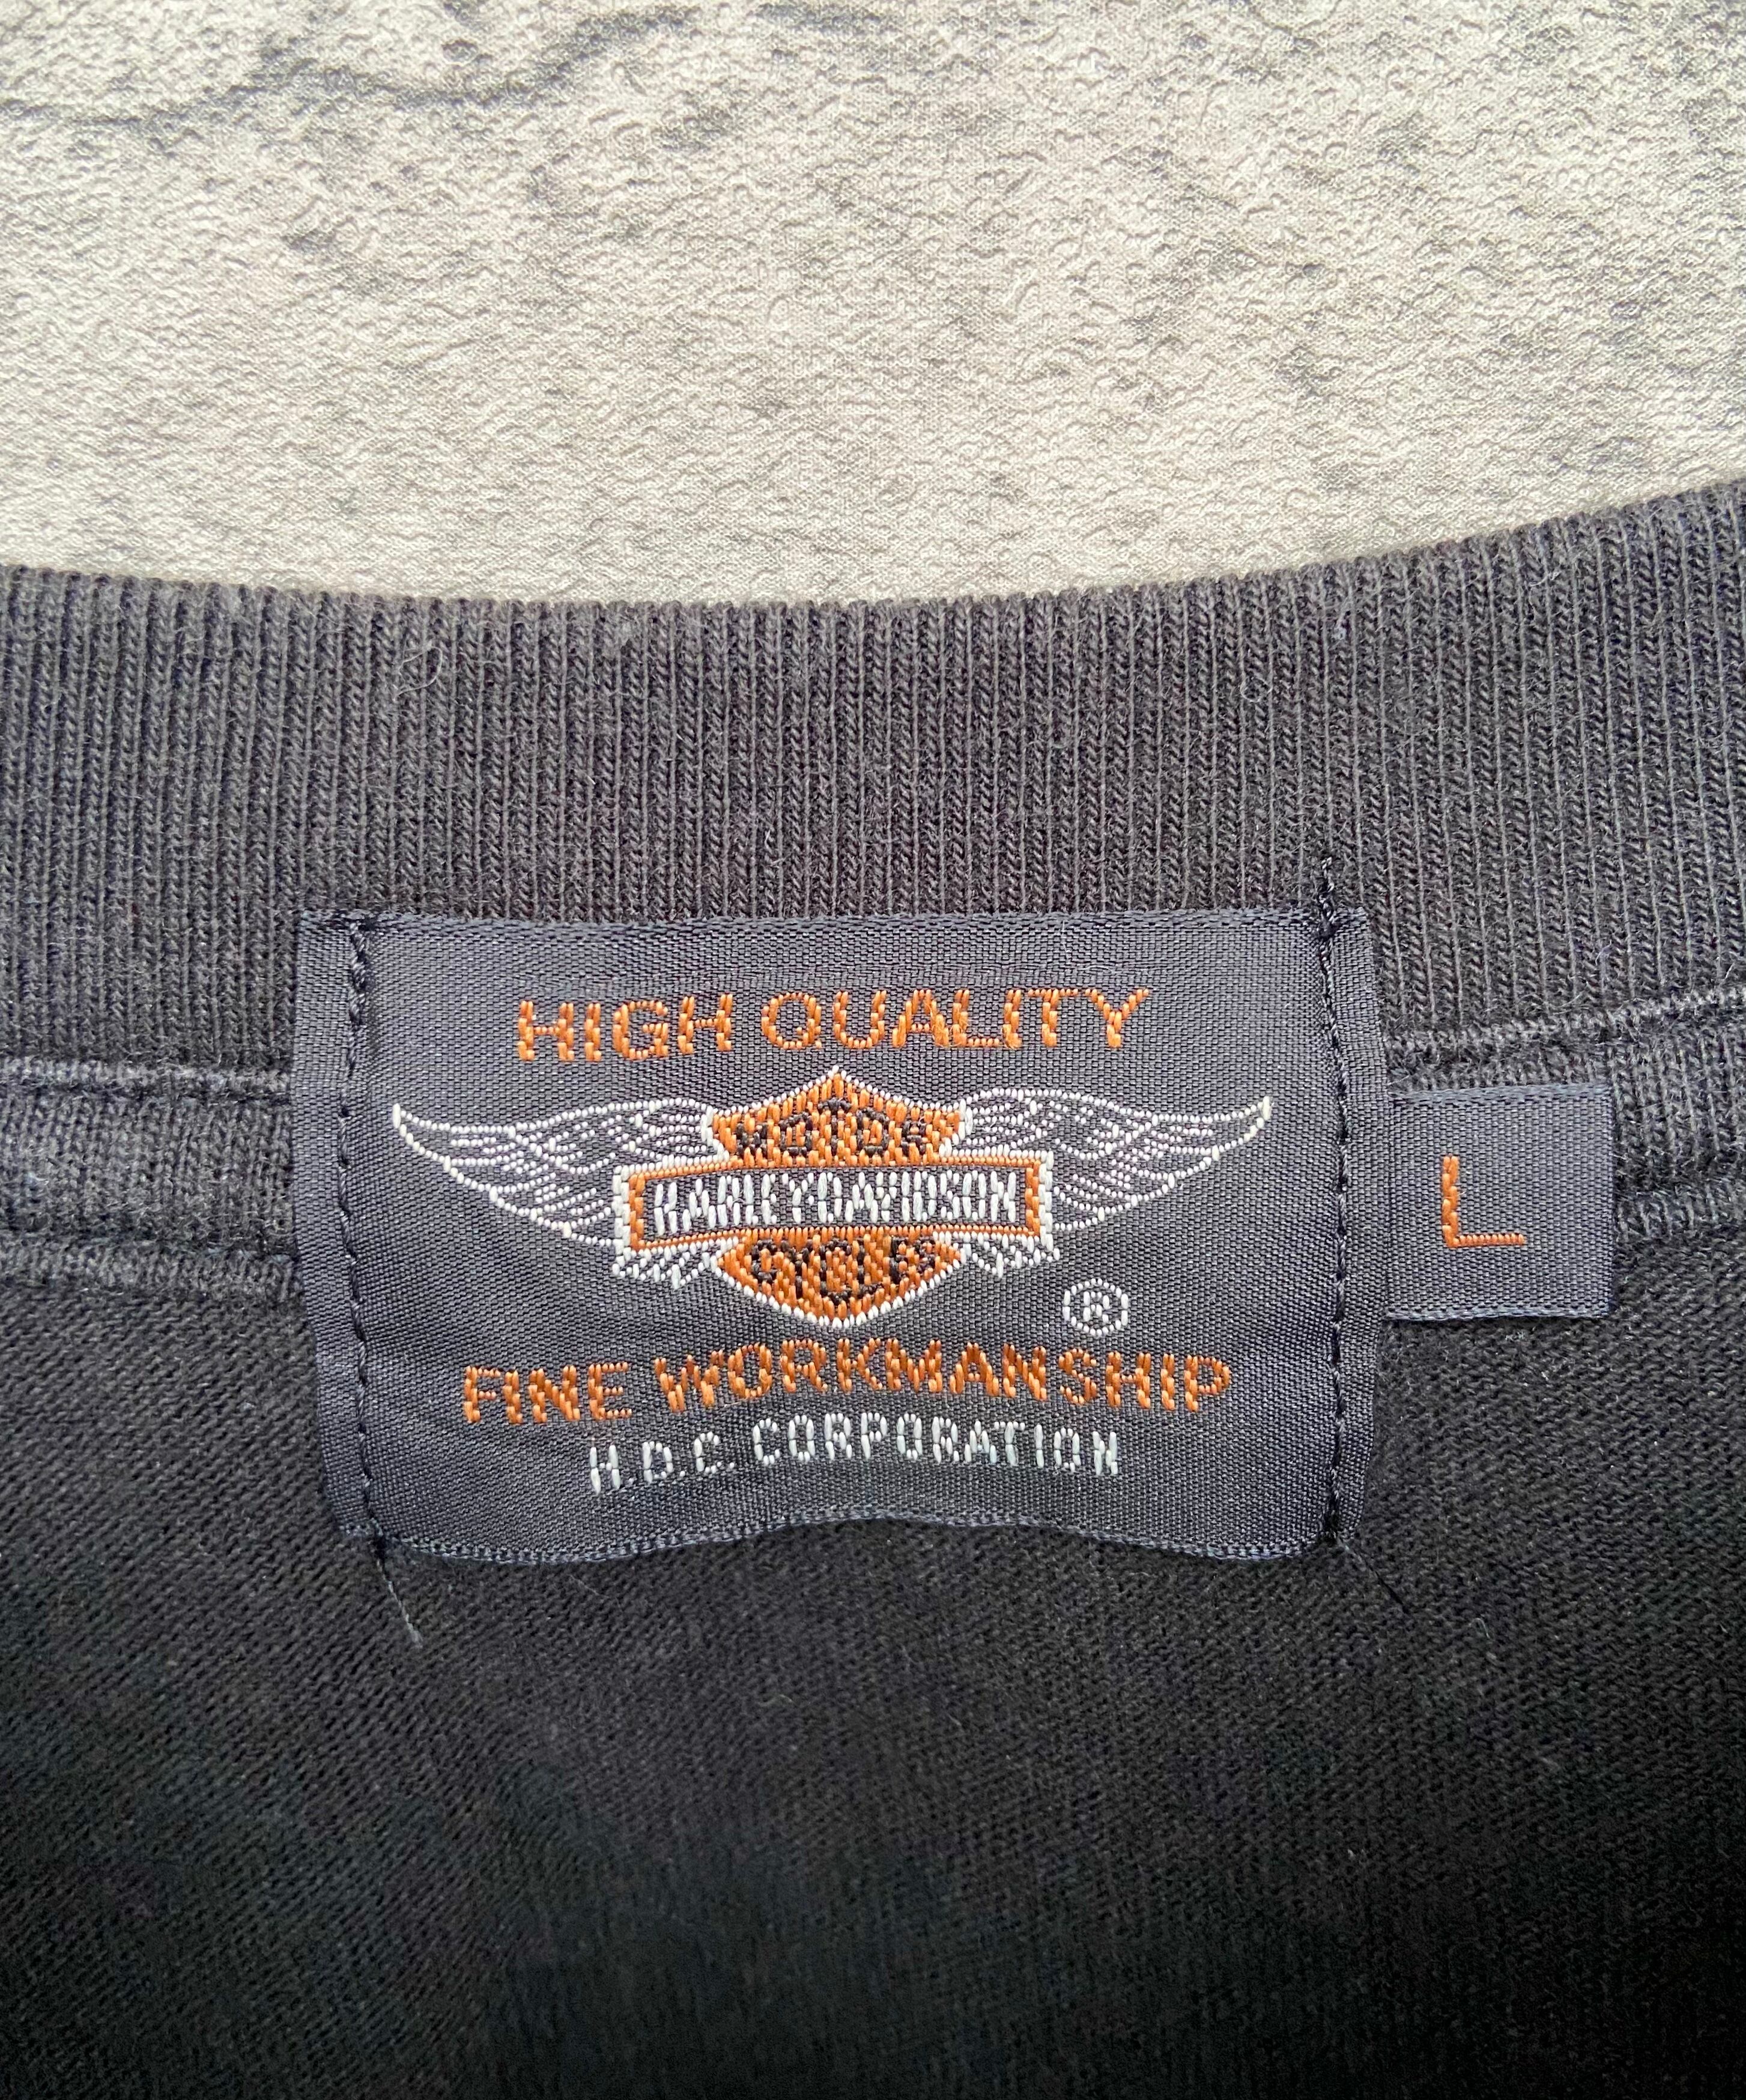 HIGH QUALITY
MOTOR
HARLEY-DAVIDSON
CYCLES
®
FINE WORKMANSHIP
H.D.C. CORPORATION
L